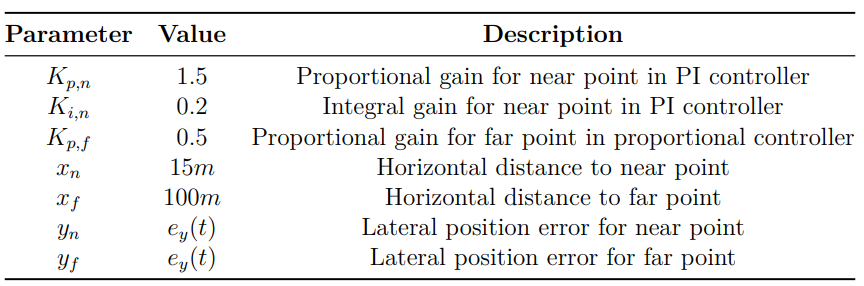 Parameter Value Description
K_{p,n} 1.5 Proportional gain for near point in PI controller
K_{i,n} 0.2 Integral gain for near point in PI controller
K_{p,f} 0.5 Proportional gain for far point in proportional controller
x_n 15m Horizontal distance to near point
x_f 100m Horizontal distance to far point
y_n e_y(t) Lateral position error for near point
y_f e_y(t) Lateral position error for far point